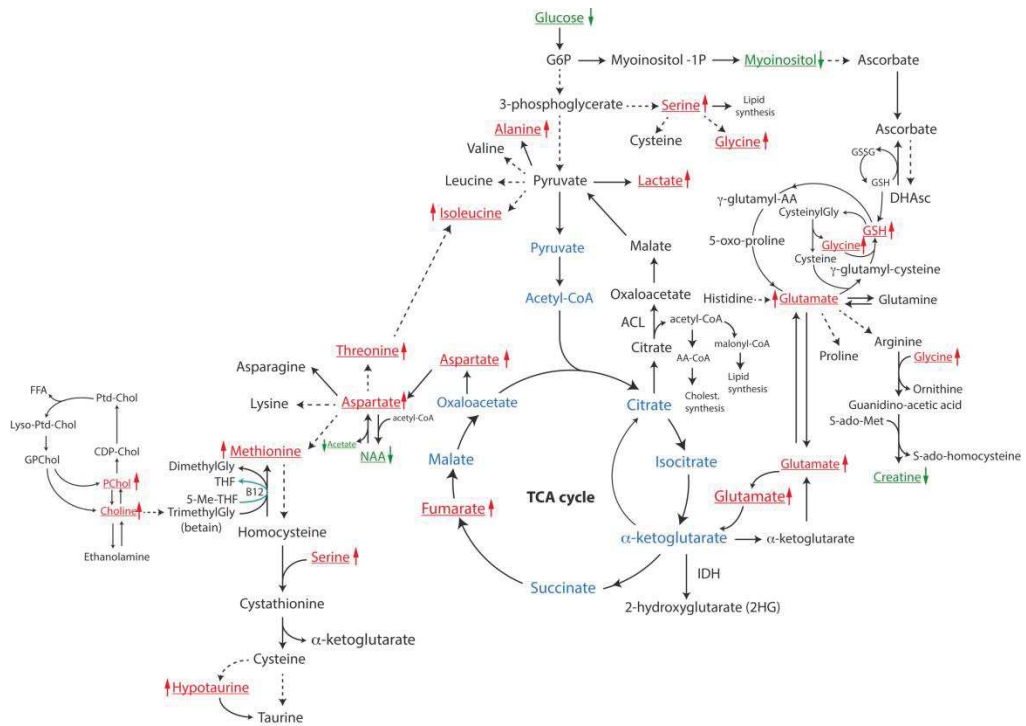 Glucose
G6P
Myoinositol -1P
Myoinositol
Ascorbate
3-phosphoglycerate
Serine
Lipid
synthesis
Cysteine
Glycine
Alanine
Valine
Leucine
Pyruvate
Lactate
Isoleucine
Ascorbate
GSSG
GSH
DHAsc
γ-glutamyl-AA
CysteinylGly
GSH
Glycine
5-oxo-proline
Cysteine
γ-glutamyl-cysteine
Pyruvate
Malate
Acetyl-CoA
Oxaloacetate
Histidine
Glutamate
Glutamine
ACL
acetyl-CoA
malonyl-CoA
Citrate
AA-CoA
Lipid
synthesis
Cholest.
synthesis
Proline
Arginine
Glycine
Ornithine
Guanidino-acetic acid
S-ado-Met
S-ado-homocysteine
Creatine
Threonine
Aspartate
Asparagine
Lysine
Aspartate
acetyl-CoA
Oxaloacetate
Citrate
Acetate
NAA
Methionine
Malate
Isocitrate
Glutamate
Glutamate
TCA cycle
Fumarate
α-ketoglutarate
α-ketoglutarate
Succinate
IDH
2-hydroxyglutarate (2HG)
FFA
Ptd-Chol
Lyso-Ptd-Chol
GPChol
CDP-Chol
PChol
Choline
Ethanolamine
DimethylGly
THF
B12
5-Me-THF
TrimethylGly
(betain)
Homocysteine
Serine
Cystathionine
α-ketoglutarate
Cysteine
Hypotaurine
Taurine